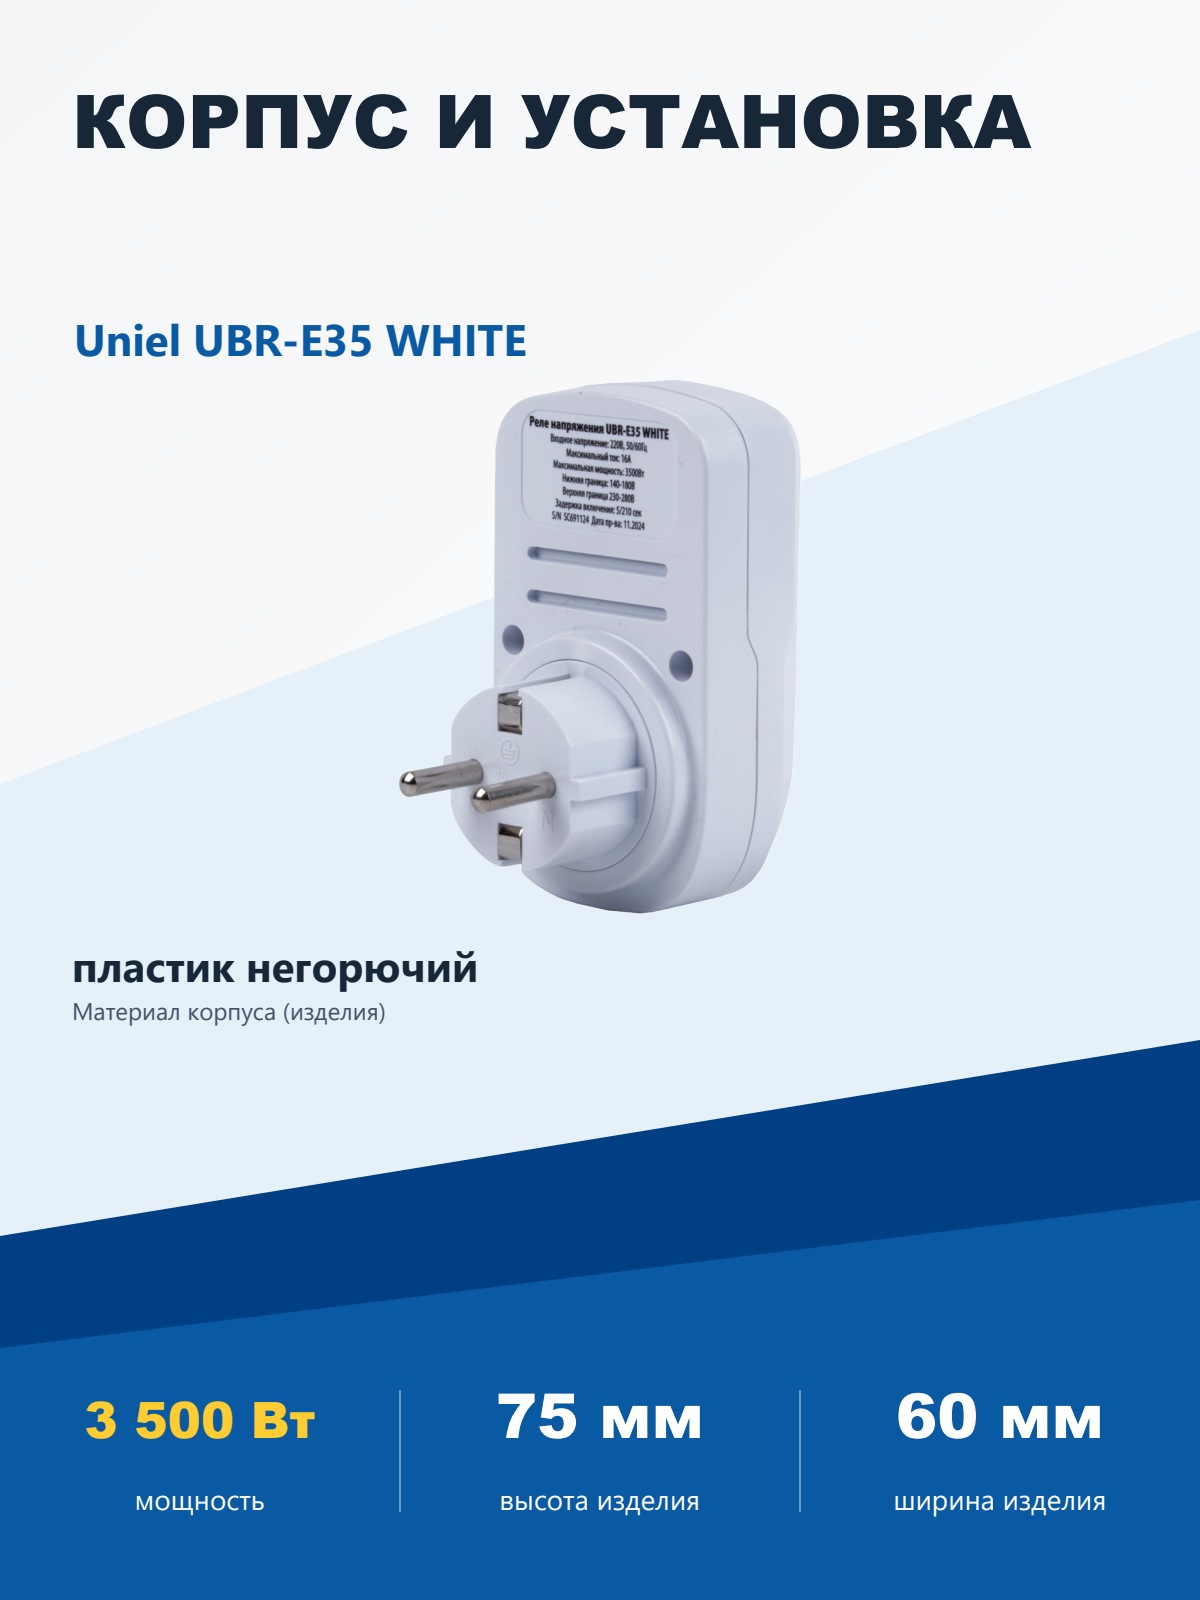 КОРПУС И УСТАНОВКА
Uniel UBR-E35 WHITE
Реле напряжения UBR-E35 WHITE
Входное напряжение: 220В, 50/60Гц
Максимальный ток: 16А
Максимальная мощность: 3500Вт
Нижняя граница: 140-180В
Верхняя граница 230-280В
Задержка включения: 5/210 сек
S/N SC691124 Дата пр-ва: 11.2024
N
пластик негорючий
Материал корпуса (изделия)
3 500 Вт
мощность
75 мм
высота изделия
60 мм
ширина изделия